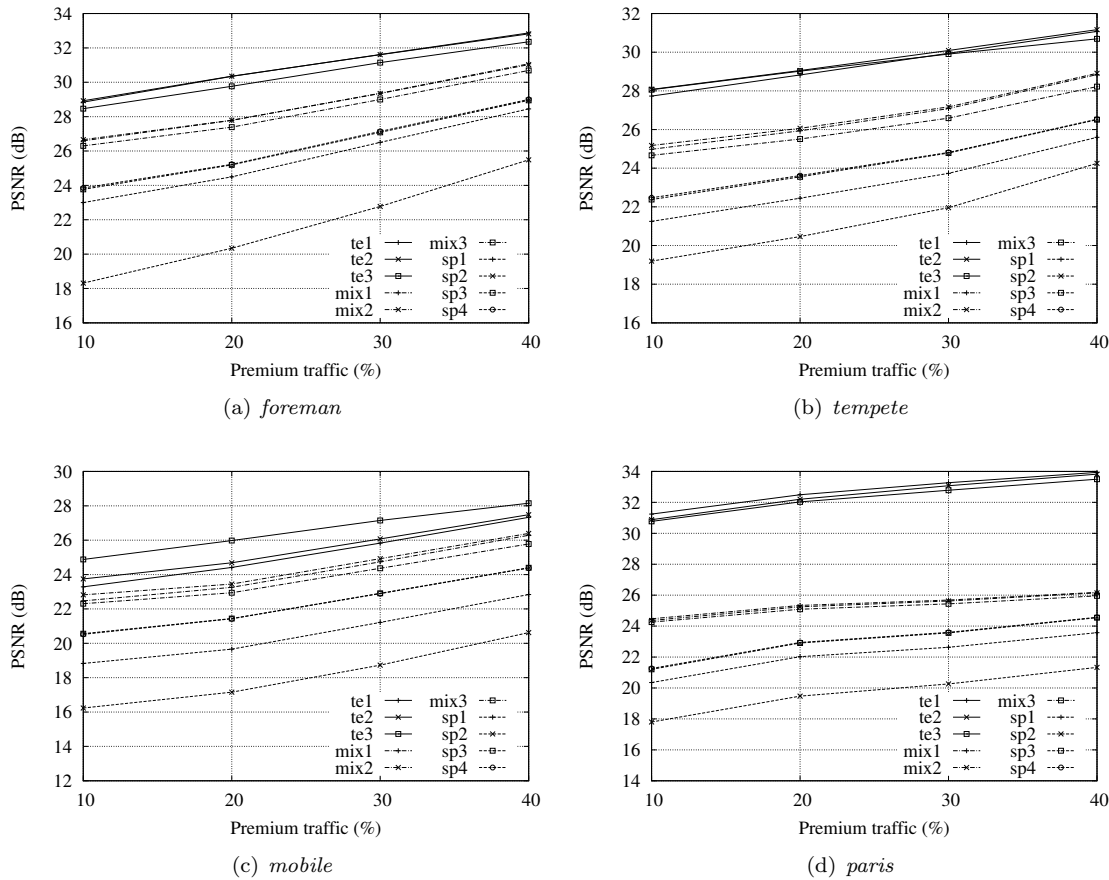 34
32
30
28
26
24
22
20
18
16
PSNR (dB)
te1
te2
te3
mix1
mix2
mix3
sp1
sp2
sp3
sp4
10 20 30 40
Premium traffic (%)
(a) foreman
32
30
28
26
24
22
20
18
16
PSNR (dB)
te1
te2
te3
mix1
mix2
mix3
sp1
sp2
sp3
sp4
10 20 30 40
Premium traffic (%)
(b) tempete
30
28
26
24
22
20
18
16
14
12
PSNR (dB)
te1
te2
te3
mix1
mix2
mix3
sp1
sp2
sp3
sp4
10 20 30 40
Premium traffic (%)
(c) mobile
34
32
30
28
26
24
22
20
18
16
14
PSNR (dB)
te1
te2
te3
mix1
mix2
mix3
sp1
sp2
sp3
sp4
10 20 30 40
Premium traffic (%)
(d) paris